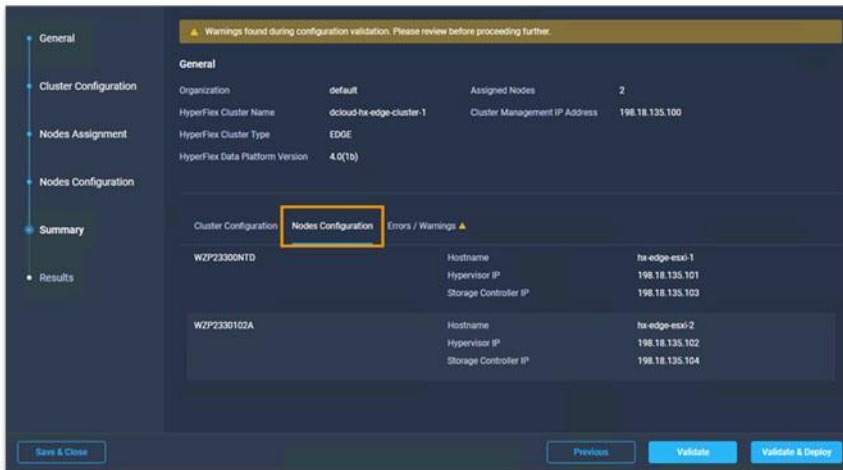 General
Cluster Configuration
Nodes Assignment
Nodes Configuration
Summary
Results
Warnings found during configuration validation. Please review before proceeding further.
General
Organization default Assigned Nodes 2
HyperFlex Cluster Name dcloud-hx-edge-cluster-1 Cluster Management IP Address 198.18.135.100
HyperFlex Cluster Type EDGE
HyperFlex Data Platform Version 4.0(1b)
Cluster Configuration Nodes Configuration Errors / Warnings
WZP23300NTD Hostname hx-edge-esxi-1
Hypervisor IP 198.18.135.101
Storage Controller IP 198.18.135.103
WZP2330102A Hostname hx-edge-esxi-2
Hypervisor IP 198.18.135.102
Storage Controller IP 198.18.135.104
Save & Close Previous Validate Validate & Deploy